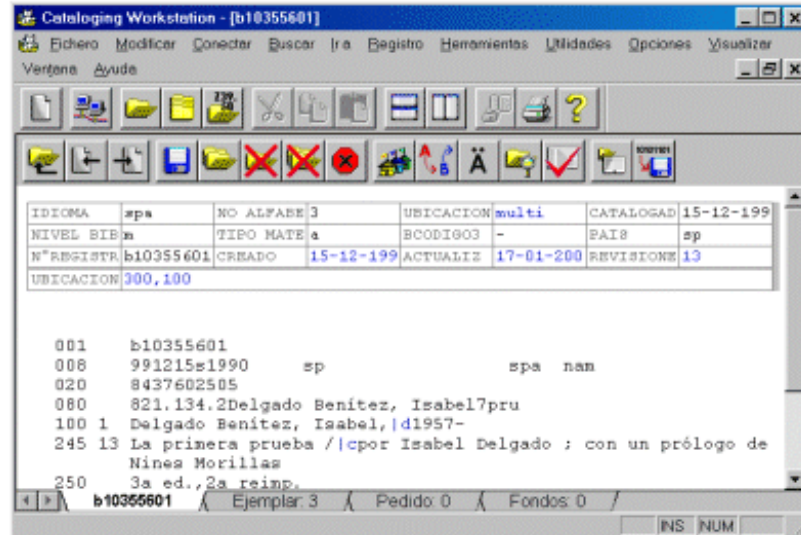 Cataloging Workstation - [b10355601]
Fichero Modificar Conectar Buscar Ir a Registro Herramientas Utilidades Opciones Visualizar
Ventana Ayuda
IDIOMA spa NO ALFABE 3 UBICACION multi CATALOGAD 15-12-199
NIVEL BIB m TIPO MATE a BCODIGO3 - PAIS sp
NºREGISTR b10355601 CREADO 15-12-199 ACTUALIZ 17-01-200 REVISIONE 13
UBICACION 300,100
001 b10355601
008 991215s1990 sp spa nam
020 8437602505
080 821.134.2Delgado Benítez, Isabel7pru
100 1 Delgado Benítez, Isabel,|d1957-
245 13 La primera prueba /|cpor Isabel Delgado ; con un prólogo de
Nines Morillas
250 3a ed.,2a reimp.
b10355601 Ejemplar: 3 Pedido: 0 Fondos: 0
INS NUM